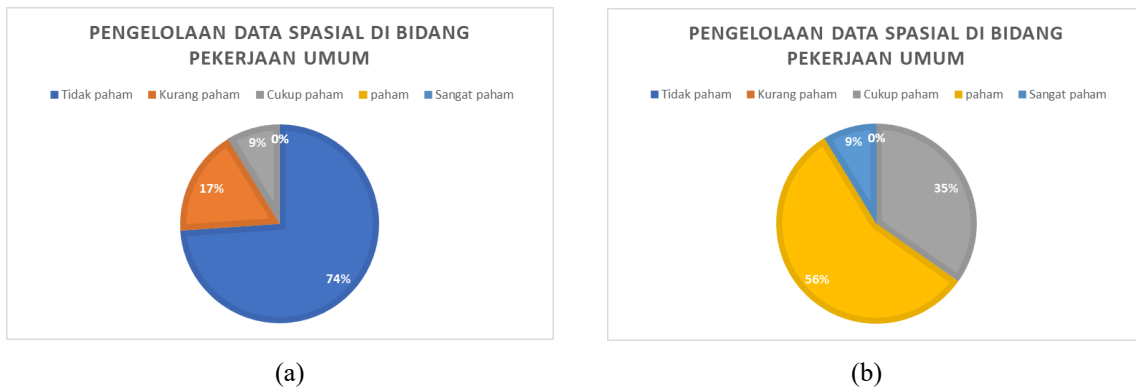 PENGELOLAAN DATA SPASIAL DI BIDANG
PEKERJAAN UMUM
Tidak paham Kurang paham Cukup paham paham Sangat paham
9% 0%
17%
74%
(a)
PENGELOLAAN DATA SPASIAL DI BIDANG
PEKERJAAN UMUM
Tidak paham Kurang paham Cukup paham paham Sangat paham
9% 0%
35%
56%
(b)